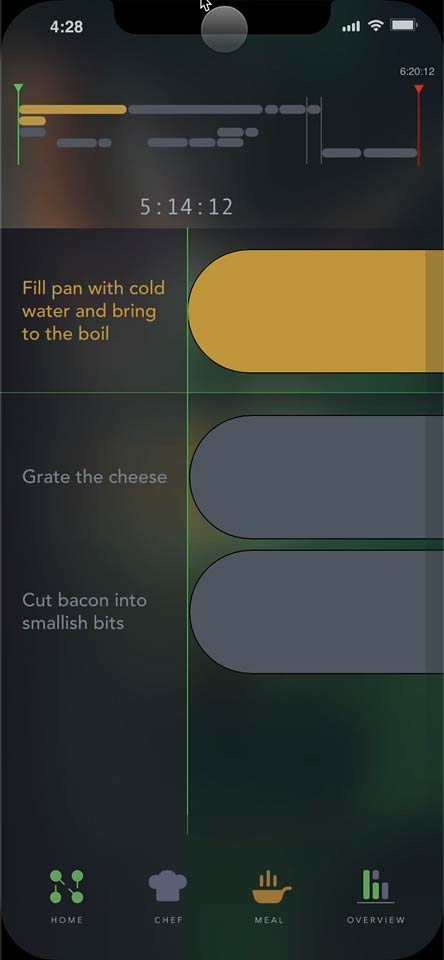 4:28
6:20:12
5:14:12
Fill pan with cold
water and bring
to the boil
Grate the cheese
Cut bacon into
smallish bits
HOME CHEF MEAL OVERVIEW